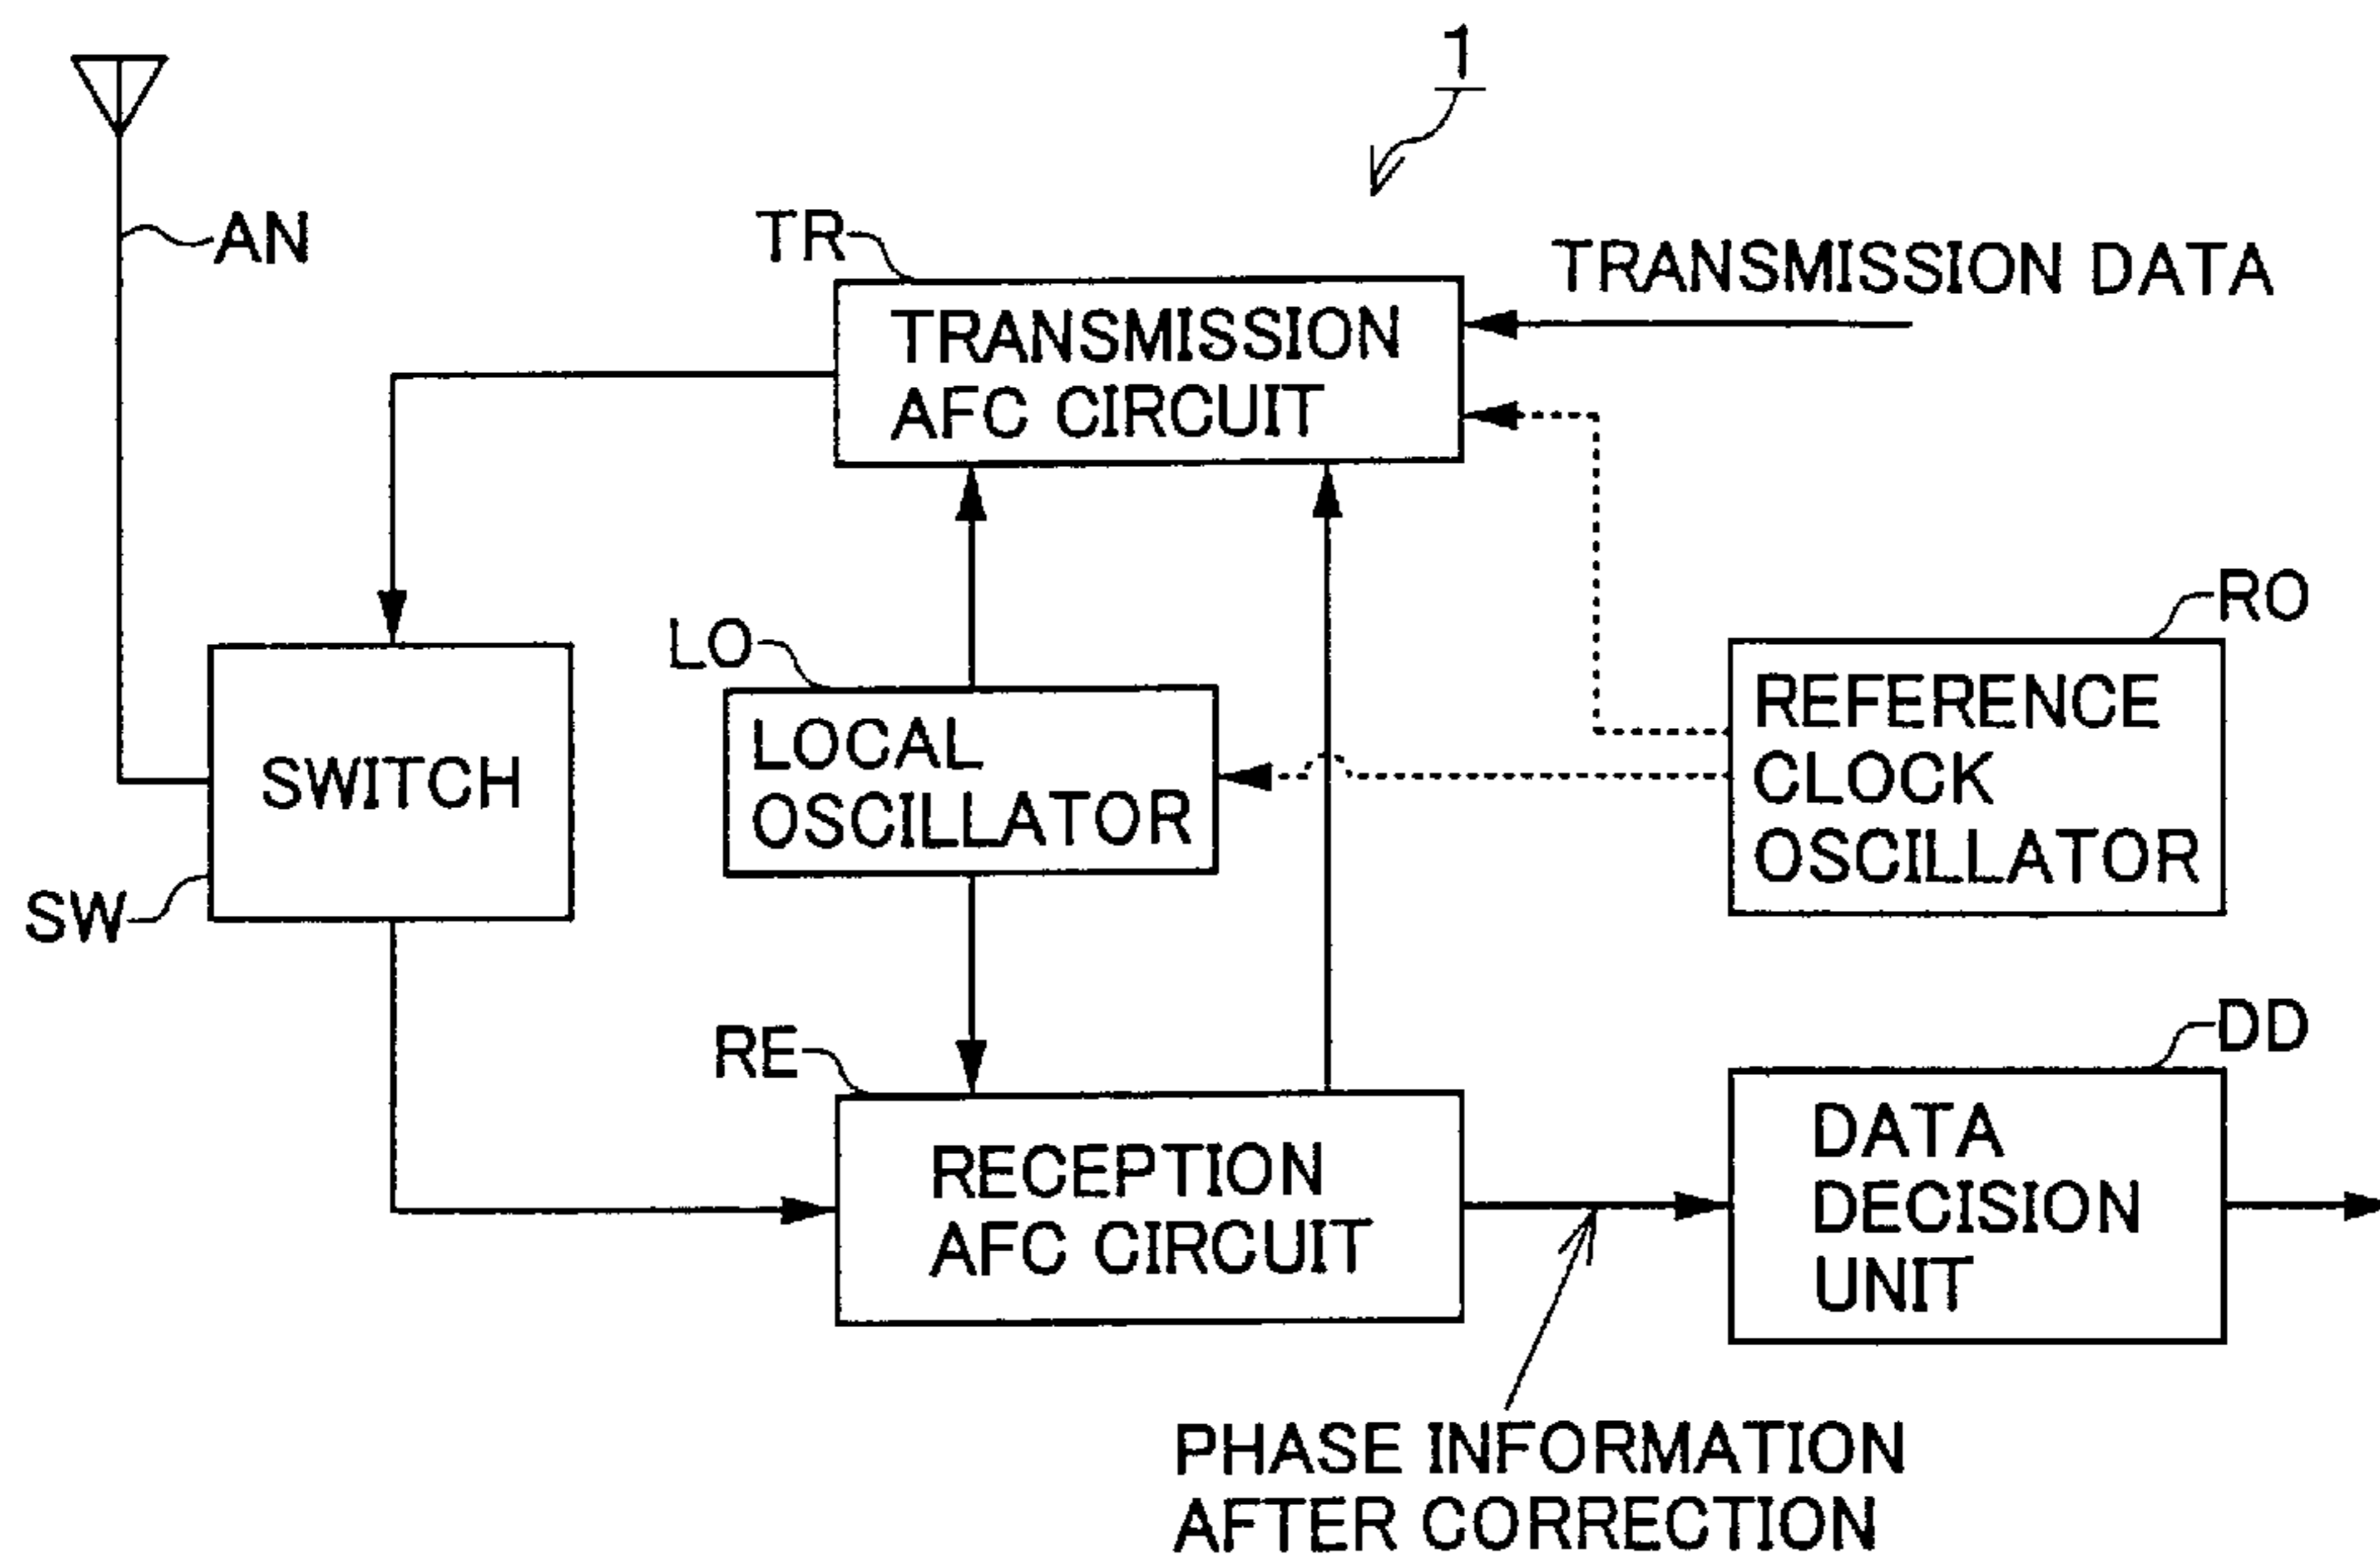 1
AN
TR
TRANSMISSION DATA
TRANSMISSION
AFC CIRCUIT
RO
LO
REFERENCE
CLOCK
OSCILLATOR
LOCAL
OSCILLATOR
SWITCH
SW
RE
DD
RECEPTION
AFC CIRCUIT
DATA
DECISION
UNIT
PHASE INFORMATION
AFTER CORRECTION